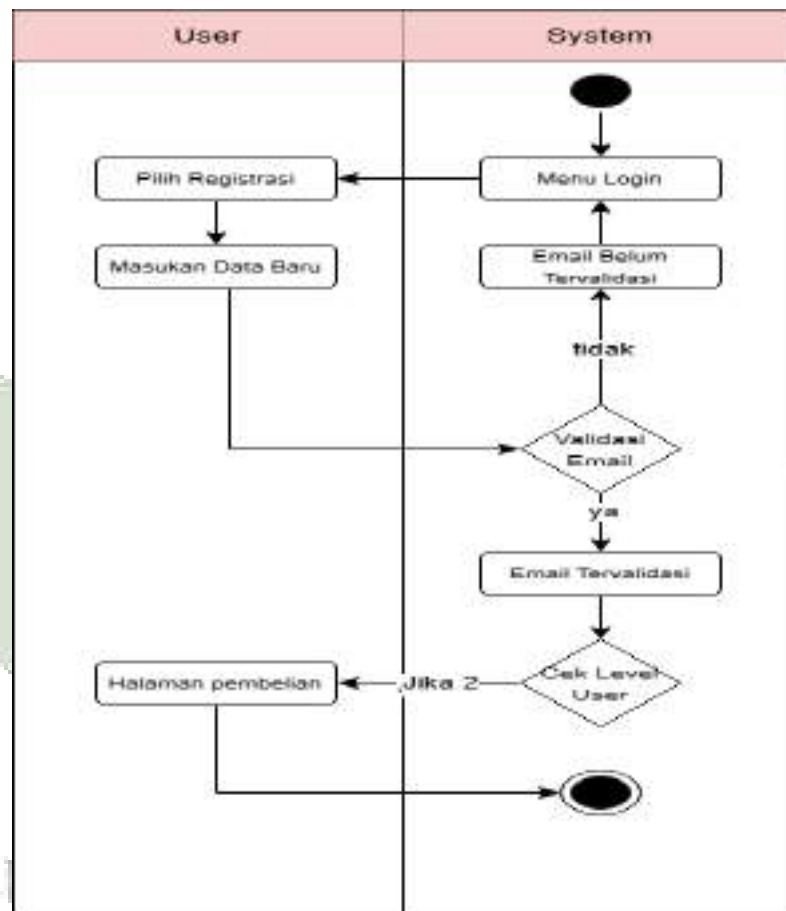 User
System
Pilih Registrasi
Menu Login
Masukan Data Baru
Email Belum
Tervalidasi
tidak
Validasi
Email
ya
Email Tervalidasi
Halaman pembelian
Jika 2
Cek Level
User